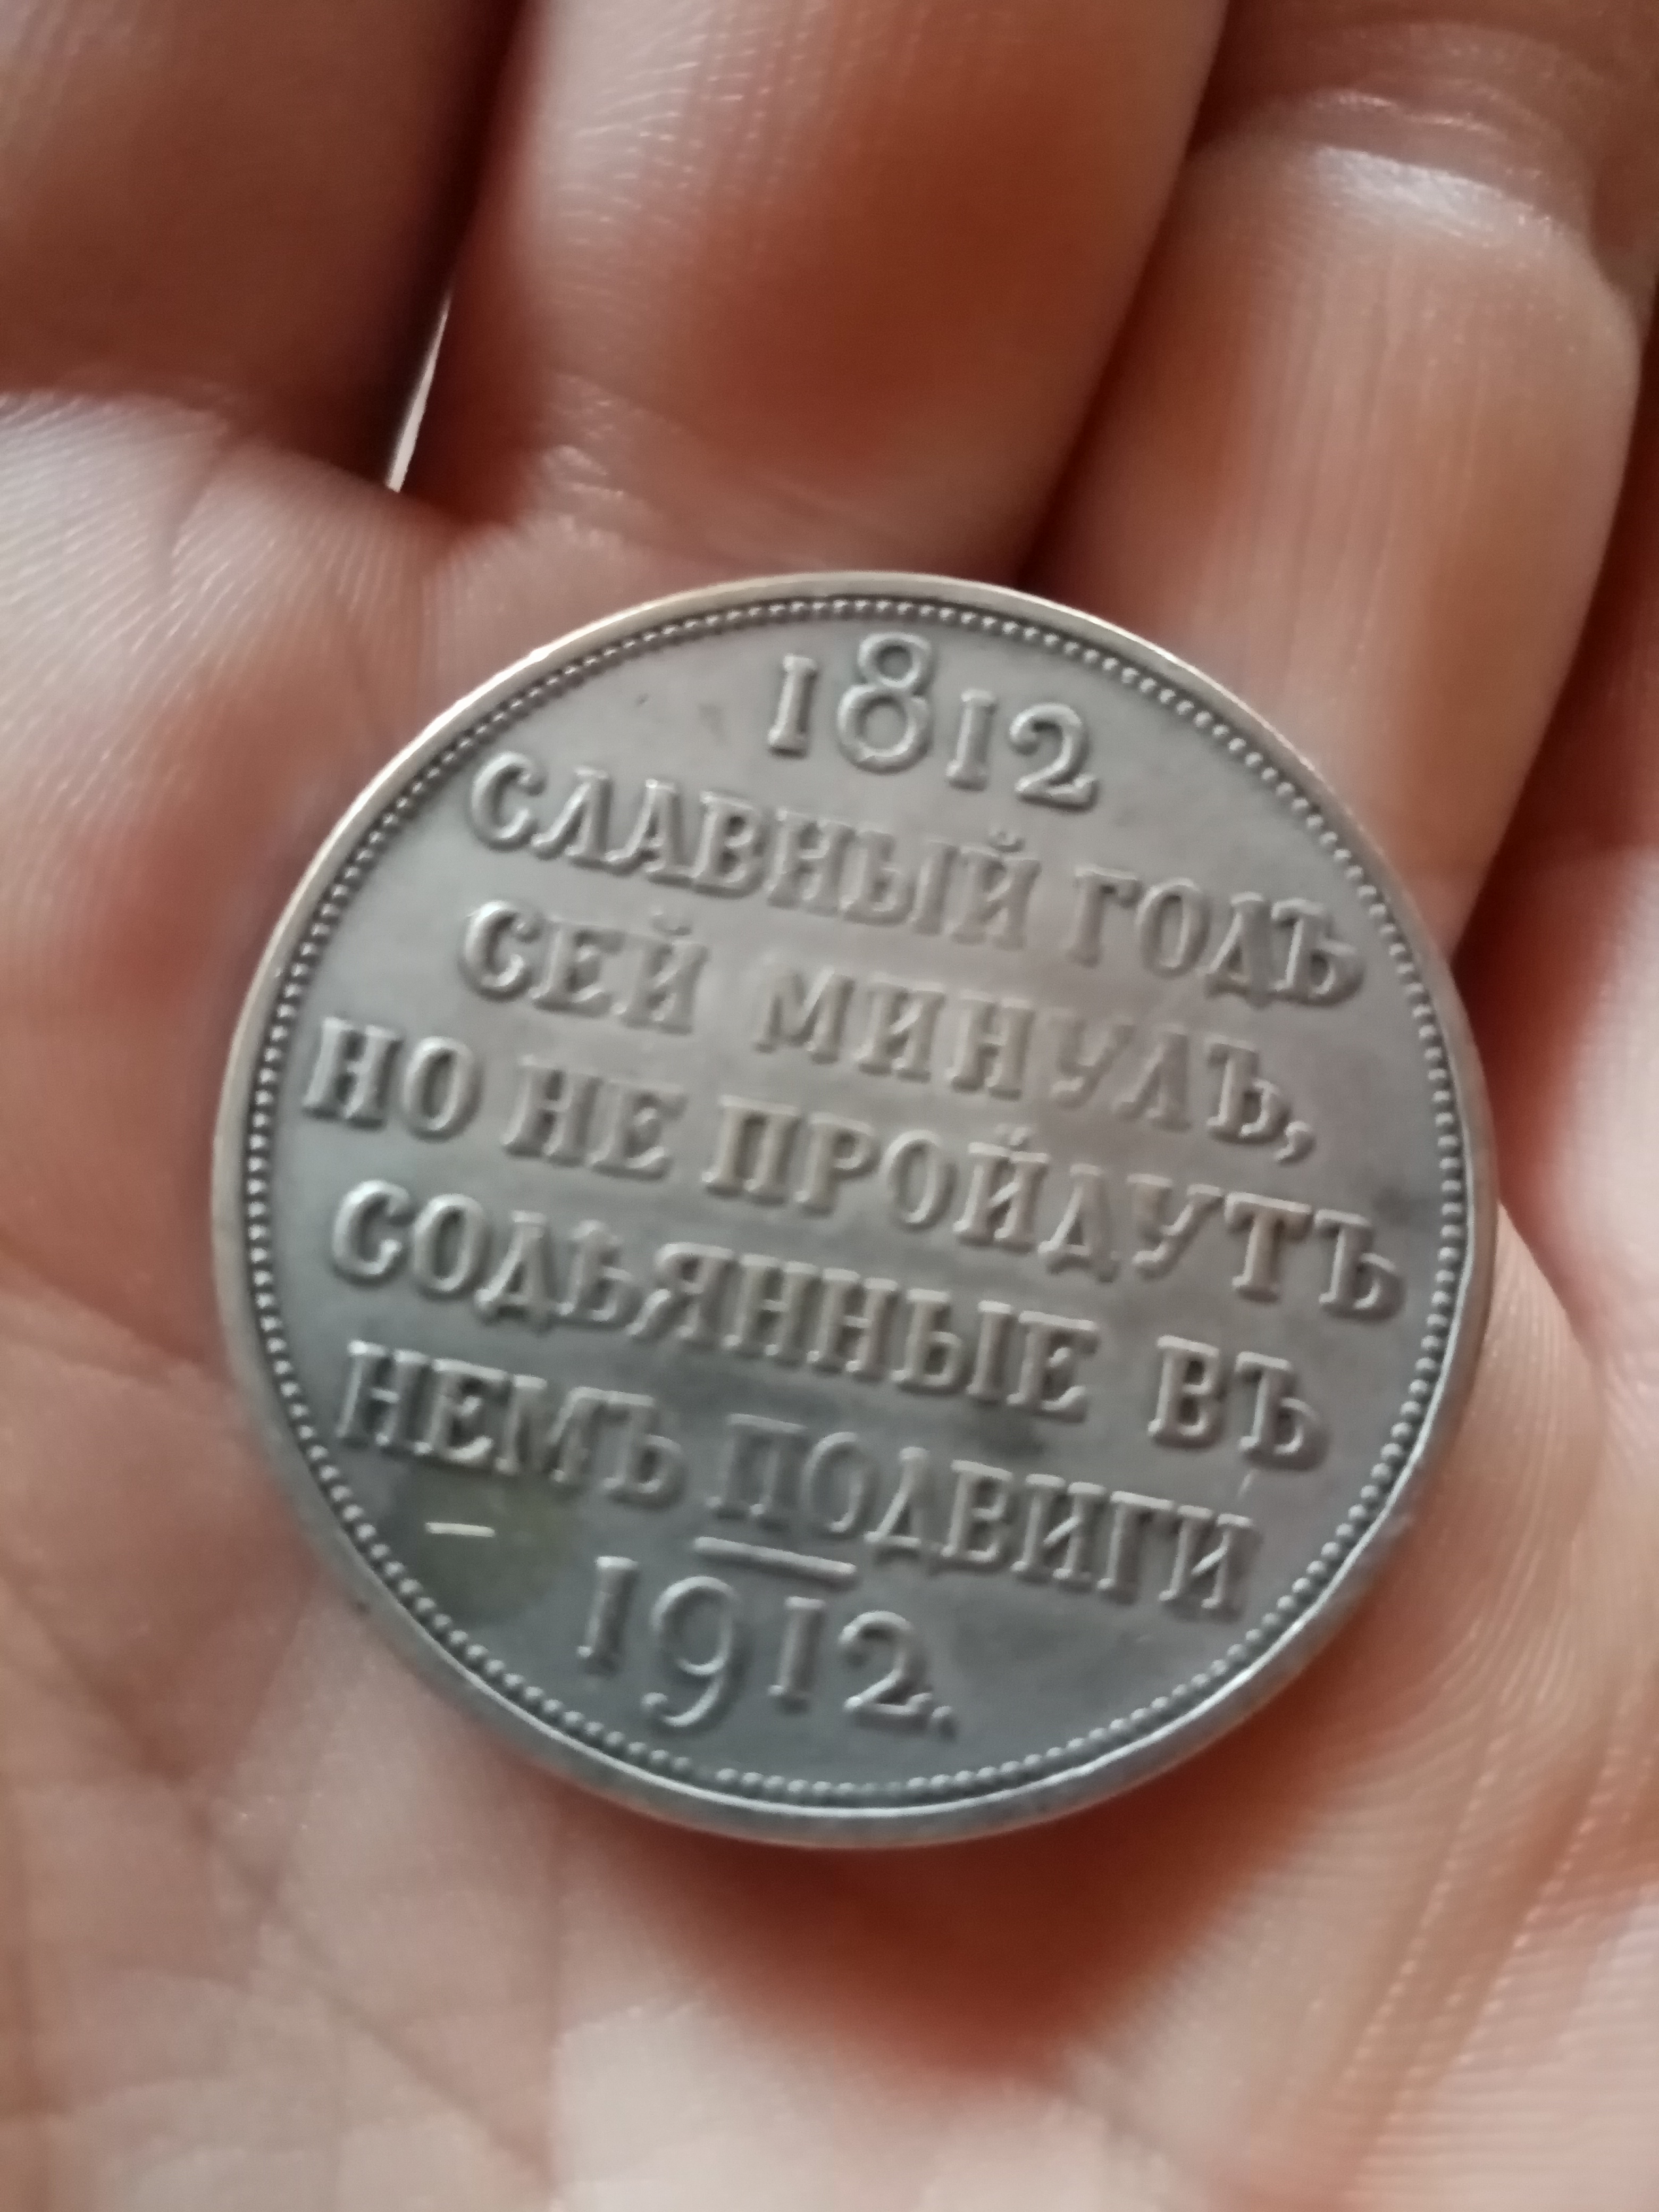 1812
СЛАВНЫЙ ГОДЪ
СЕЙ МИНУЛЪ,
НО НЕ ПРОЙДУТЪ
СОДѢЯННЫЕ ВЪ
НЕМЪ ПОДВИГИ
1912.